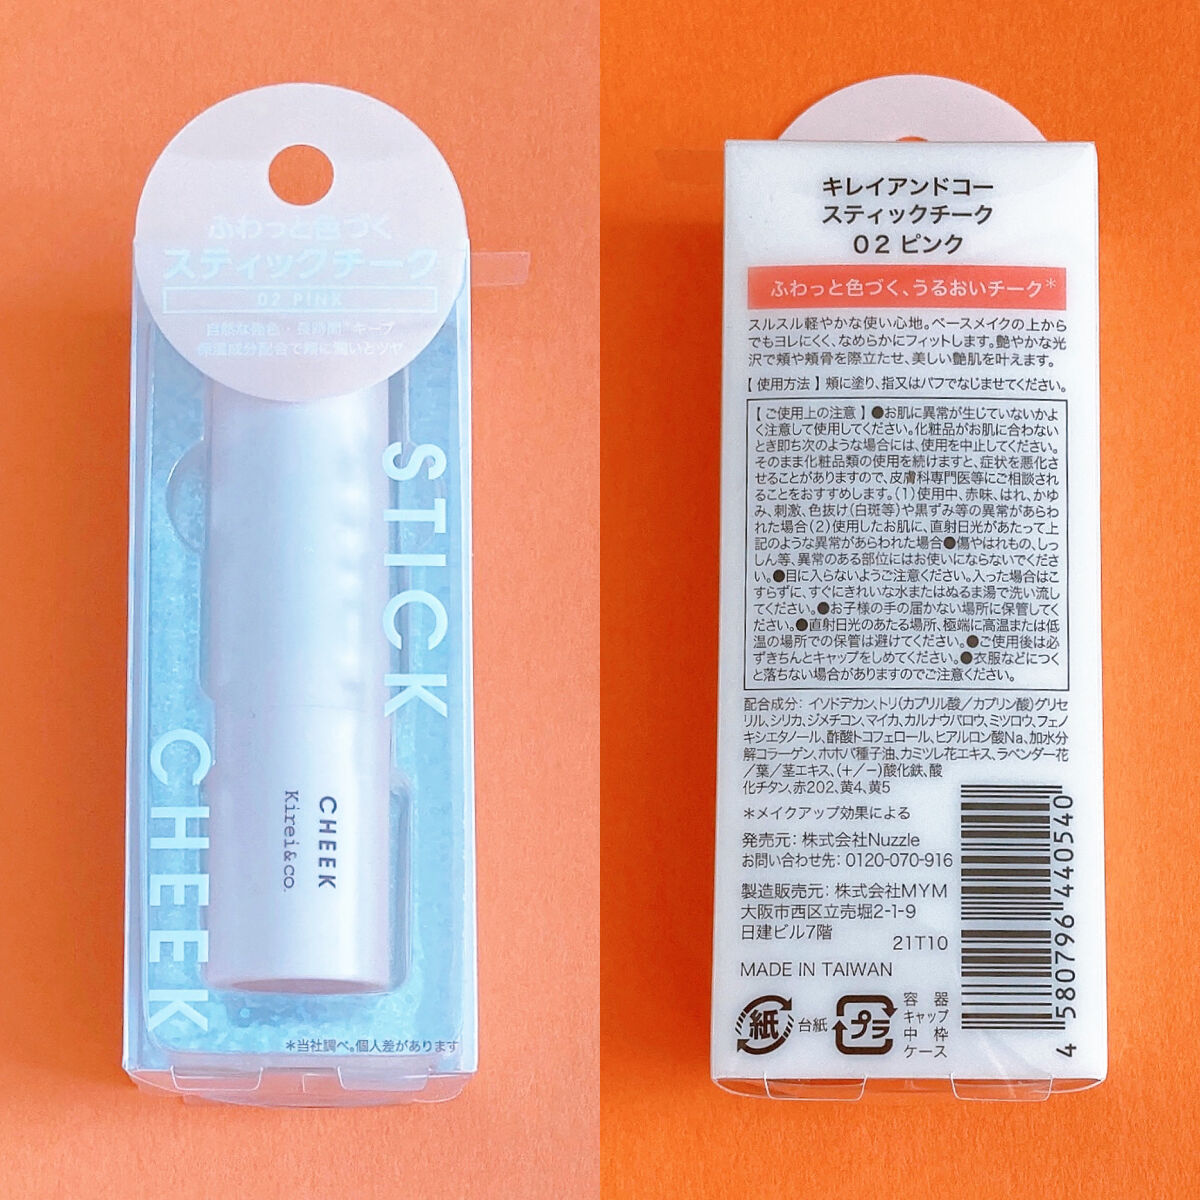 ふわっと色づく
スティックチーク
02 PINK
自然な発色・長時間*キープ
保湿成分配合で頬に潤いとツヤ
STICK
CHEEK
CHEEK
Kirei&co.
*当社調べ。個人差があります
キレイアンドコー
スティックチーク
02 ピンク
ふわっと色づく、うるおいチーク*
スルスル軽やかな使い心地。ベースメイクの上から
でもヨレにくく、なめらかにフィットします。艶やかな光
沢で頬や頬骨を際立たせ、美しい艶肌を叶えます。
【 使用方法 】 頬に塗り、指又はパフでなじませてください。
【 ご使用上の注意 】 ●お肌に異常が生じていないかよ
く注意して使用してください。化粧品がお肌に合わない
とき即ち次のような場合には、使用を中止してください。
そのまま化粧品類の使用を続けますと、症状を悪化さ
せることがありますので、皮膚科専門医等にご相談され
ることをおすすめします。(1)使用中、赤味、はれ、かゆ
み、刺激、色抜け(白斑等)や黒ずみ等の異常があらわ
れた場合(2)使用したお肌に、直射日光があたって上
記のような異常があらわれた場合●傷やはれもの、しっ
しん等、異常のある部位にはお使いにならないでくださ
い。●目に入らないようご注意ください。入った場合はこ
すらずに、すぐにきれいな水またはぬるま湯で洗い流し
てください。●お子様の手の届かない場所に保管してく
ださい。●直射日光のあたる場所、極端に高温または低
温の場所での保管は避けてください。●ご使用後は必
ずきちんとキャップをしめてください。●衣服などにつく
と落ちない場合がありますのでご注意ください。
配合成分: イソドデカン、トリ(カプリル酸/カプリン酸)グリセ
リル、シリカ、ジメチコン、マイカ、カルナウバロウ、ミツロウ、フェノ
キシエタノール、酢酸トコフェロール、ヒアルロン酸Na、加水分
解コラーゲン、ホホバ種子油、カミツレ花エキス、ラベンダー花
/葉/茎エキス、(+/-)酸化鉄、酸
化チタン、赤202、黄4、黄5
*メイクアップ効果による
発売元: 株式会社Nuzzle
お問い合わせ先: 0120-070-916
製造販売元: 株式会社MYM
大阪市西区立売堀2-1-9
日建ビル7階
21T10
MADE IN TAIWAN
紙 台紙
プラ 容器
キャップ
中枠
ケース
4 580796 440540